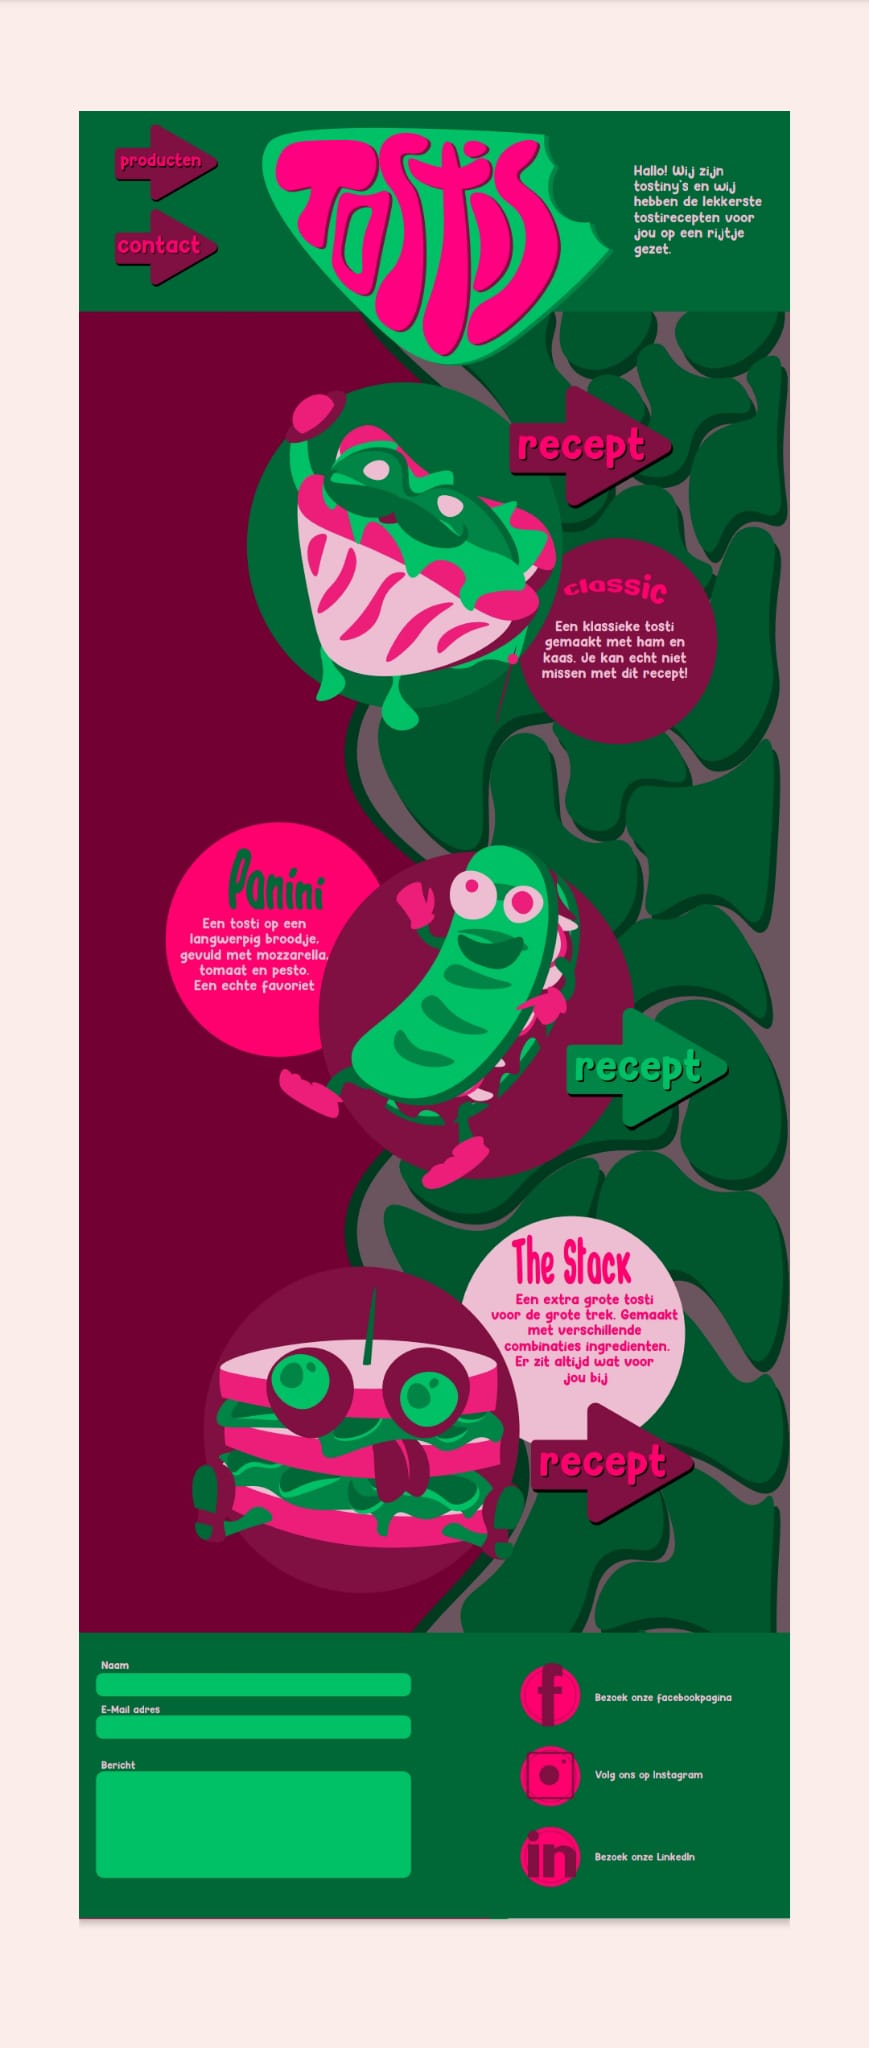 producten
contact
Tostis
Hallo! Wij zijn
tostiny's en wij
hebben de lekkerste
tostirecepten voor
jou op een rijtje
gezet.
recept
classic
Een klassieke tosti
gemaakt met ham en
kaas. Je kan echt niet
missen met dit recept!
Panini
Een tosti op een
langwerpig broodje,
gevuld met mozzarella,
tomaat en pesto.
Een echte favoriet
recept
The Stack
Een extra grote tosti
voor de grote trek. Gemaakt
met verschillende
combinaties ingredienten.
Er zit altijd wat voor
jou bij
recept
Naam
E-Mail adres
Bericht
f
Bezoek onze facebookpagina
Volg ons op Instagram
in
Bezoek onze LinkedIn